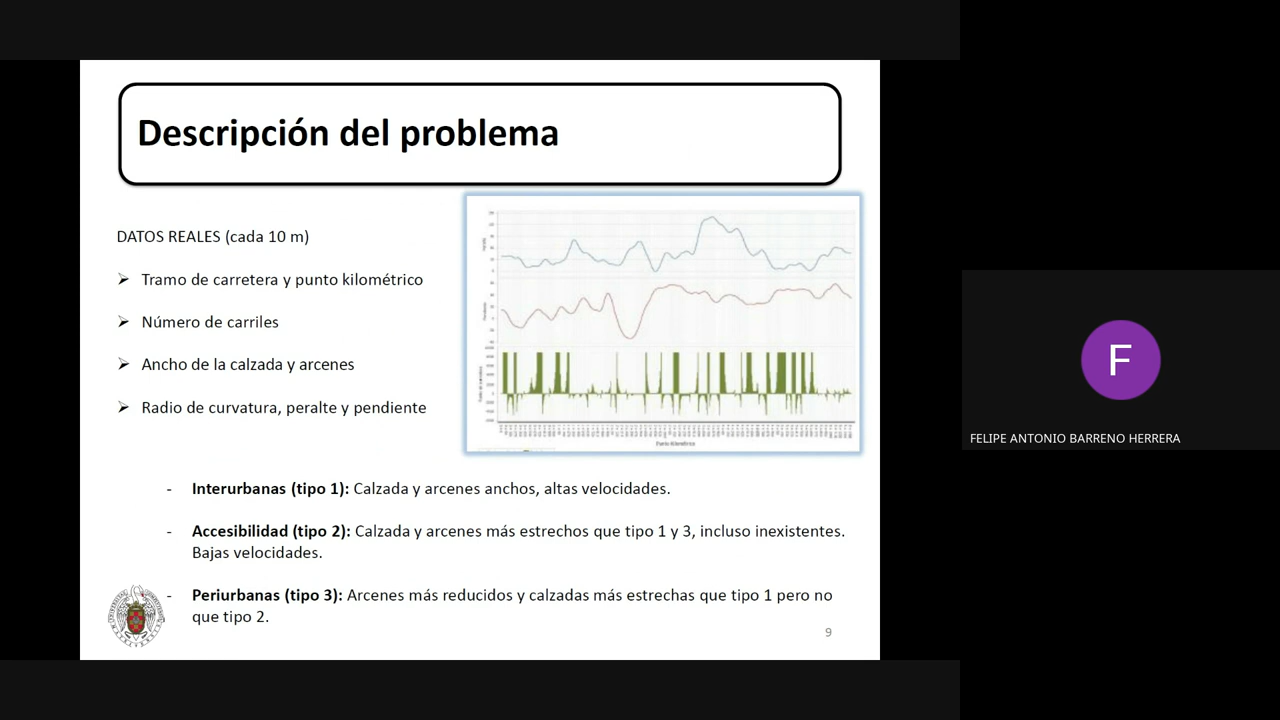 Descripción del problema
DATOS REALES (cada 10 m)
➢ Tramo de carretera y punto kilométrico
➢ Número de carriles
➢ Ancho de la calzada y arcenes
➢ Radio de curvatura, peralte y pendiente
Punto Kilométrico
- Interurbanas (tipo 1): Calzada y arcenes anchos, altas velocidades.
- Accesibilidad (tipo 2): Calzada y arcenes más estrechos que tipo 1 y 3, incluso inexistentes.
Bajas velocidades.
- Periurbanas (tipo 3): Arcenes más reducidos y calzadas más estrechas que tipo 1 pero no
que tipo 2.
9
F
FELIPE ANTONIO BARRENO HERRERA